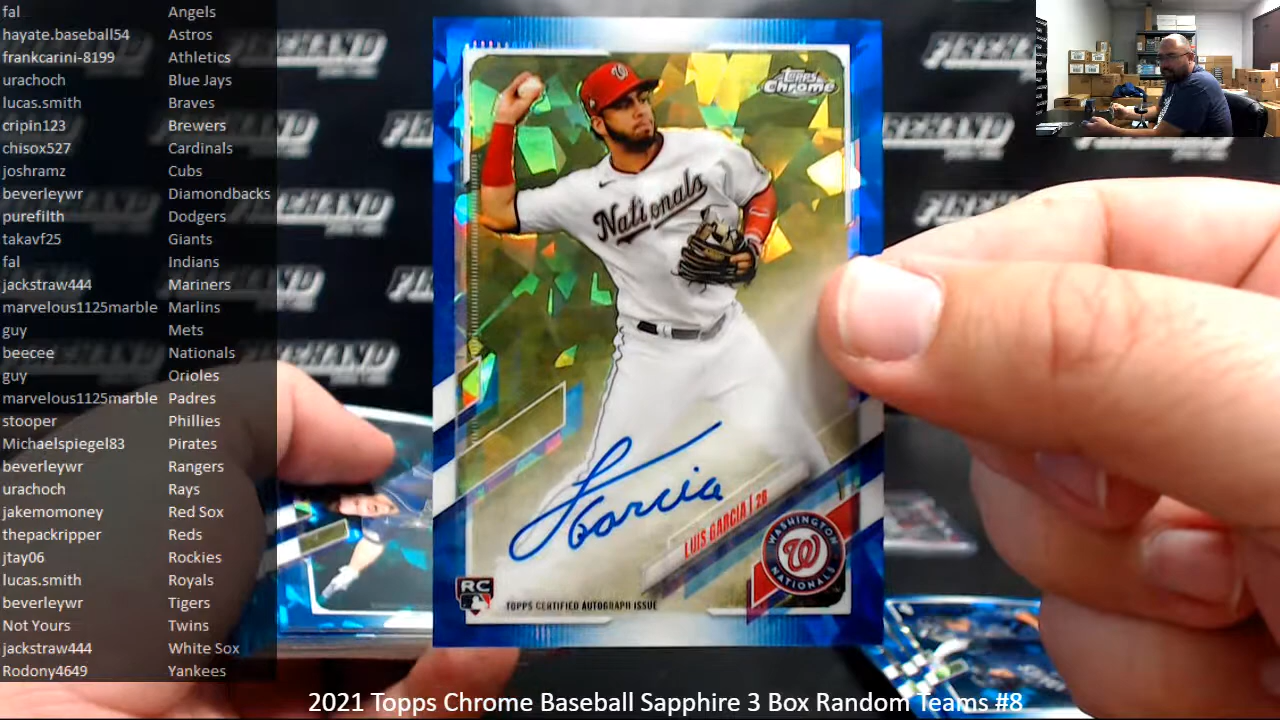 fal Angels
hayate.baseball54 Astros
frankcarini-8199 Athletics
urachoch Blue Jays
lucas.smith Braves
cripin123 Brewers
chisox527 Cardinals
joshramz Cubs
beverleywr Diamondbacks
purefilth Dodgers
takavf25 Giants
fal Indians
jackstraw444 Mariners
marvelous1125marble Marlins
guy Mets
beecee Nationals
guy Orioles
marvelous1125marble Padres
stooper Phillies
Michaelspiegel83 Pirates
beverleywr Rangers
urachoch Rays
jakemomoney Red Sox
thepackripper Reds
jtay06 Rockies
lucas.smith Royals
beverleywr Tigers
Not Yours Twins
jackstraw444 White Sox
Rodony4649 Yankees
FIREHAND
FIREHAND
FIREHAND
Topps
Chrome
W
Nationals
L Garcia
LUIS GARCIA | 28
WASHINGTON
W
NATIONALS
RC
TOPPS CERTIFIED AUTOGRAPH ISSUE
2021 Topps Chrome Baseball Sapphire 3 Box Random Teams #8